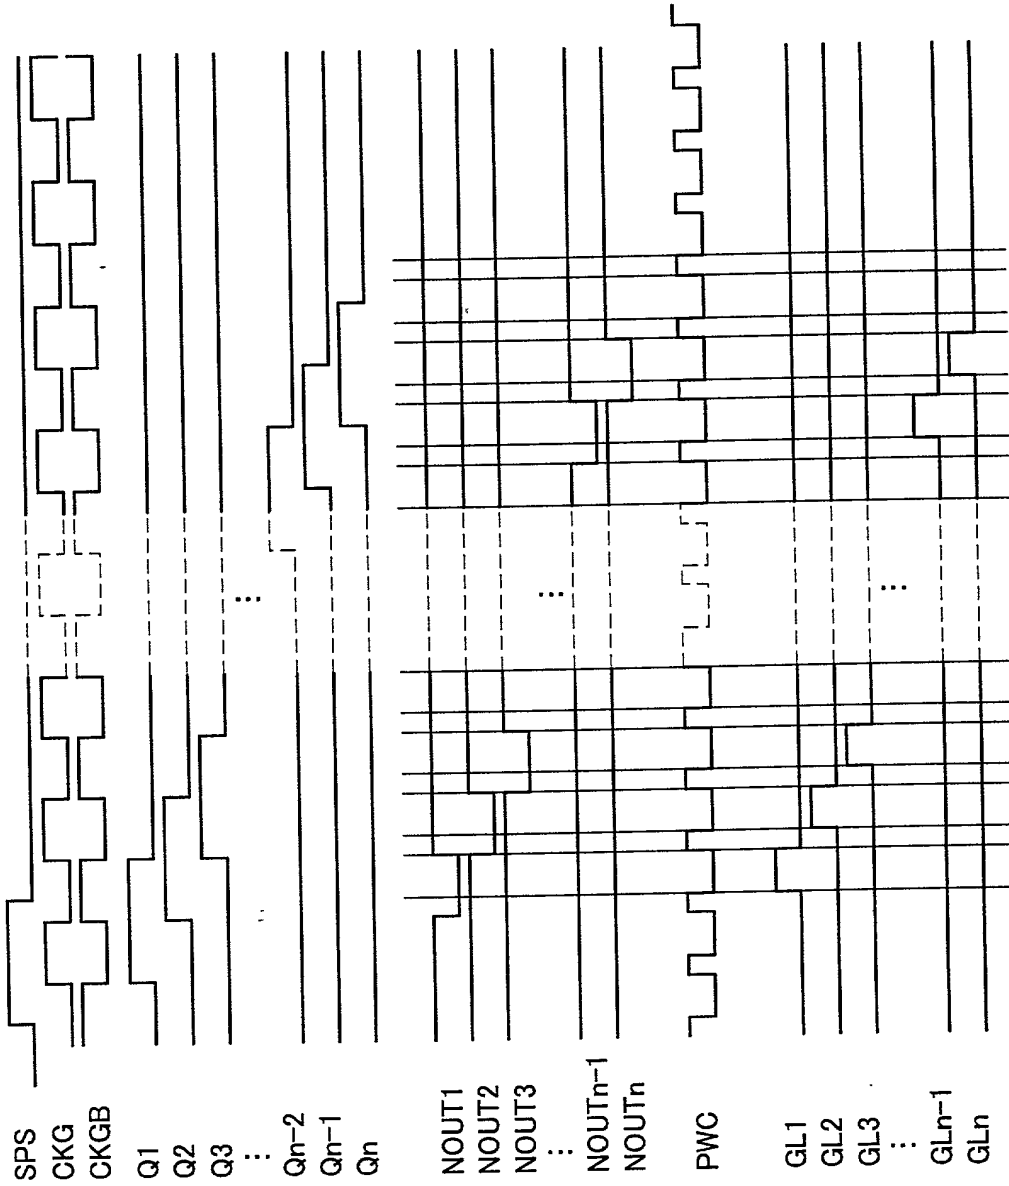 SPS
CKG
CKGB
Q1
Q2
Q3
⋮
Qn-2
Qn-1
Qn
NOUT1
NOUT2
NOUT3
⋮
NOUTn-1
NOUTn
PWC
GL1
GL2
GL3
⋮
GLn-1
GLn